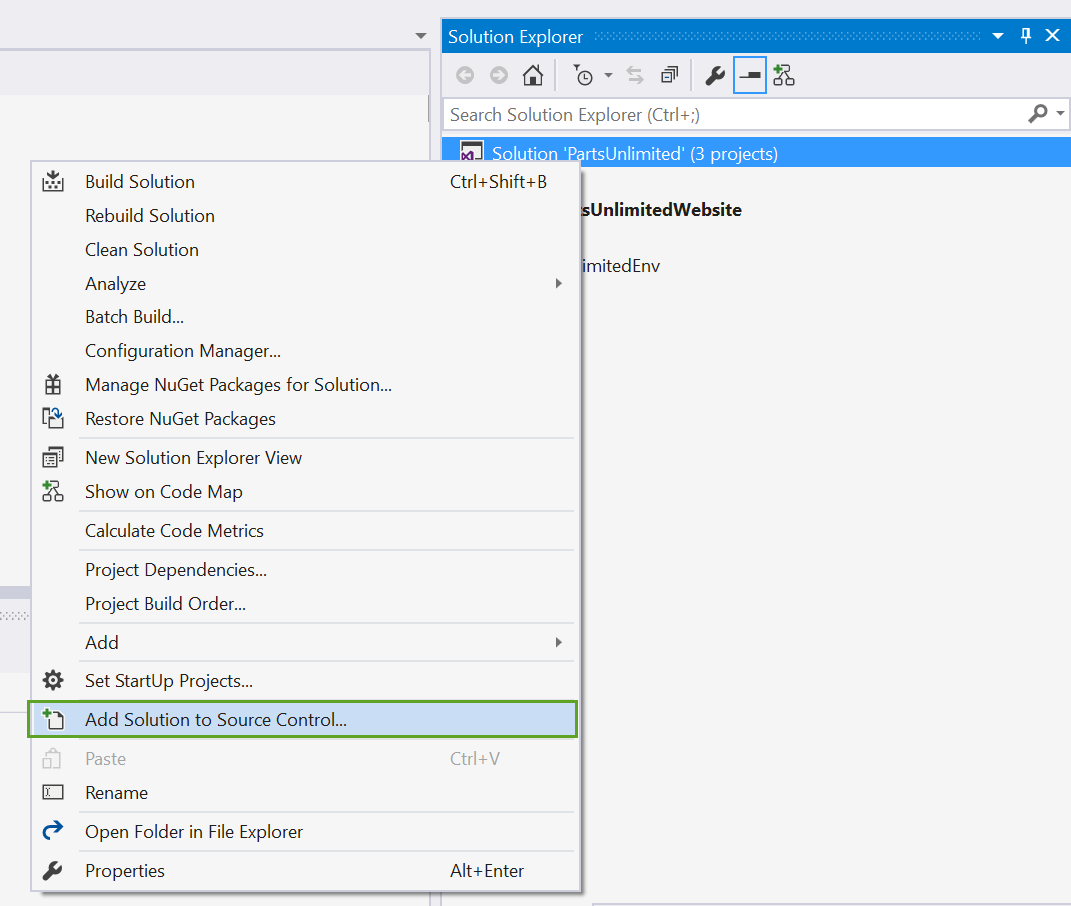 Solution Explorer
Search Solution Explorer (Ctrl+;)
Solution 'PartsUnlimited' (3 projects)
sUnlimitedWebsite
imitedEnv
Build Solution Ctrl+Shift+B
Rebuild Solution
Clean Solution
Analyze
Batch Build...
Configuration Manager...
Manage NuGet Packages for Solution...
Restore NuGet Packages
New Solution Explorer View
Show on Code Map
Calculate Code Metrics
Project Dependencies...
Project Build Order...
Add
Set StartUp Projects...
Add Solution to Source Control...
Paste Ctrl+V
Rename
Open Folder in File Explorer
Properties Alt+Enter